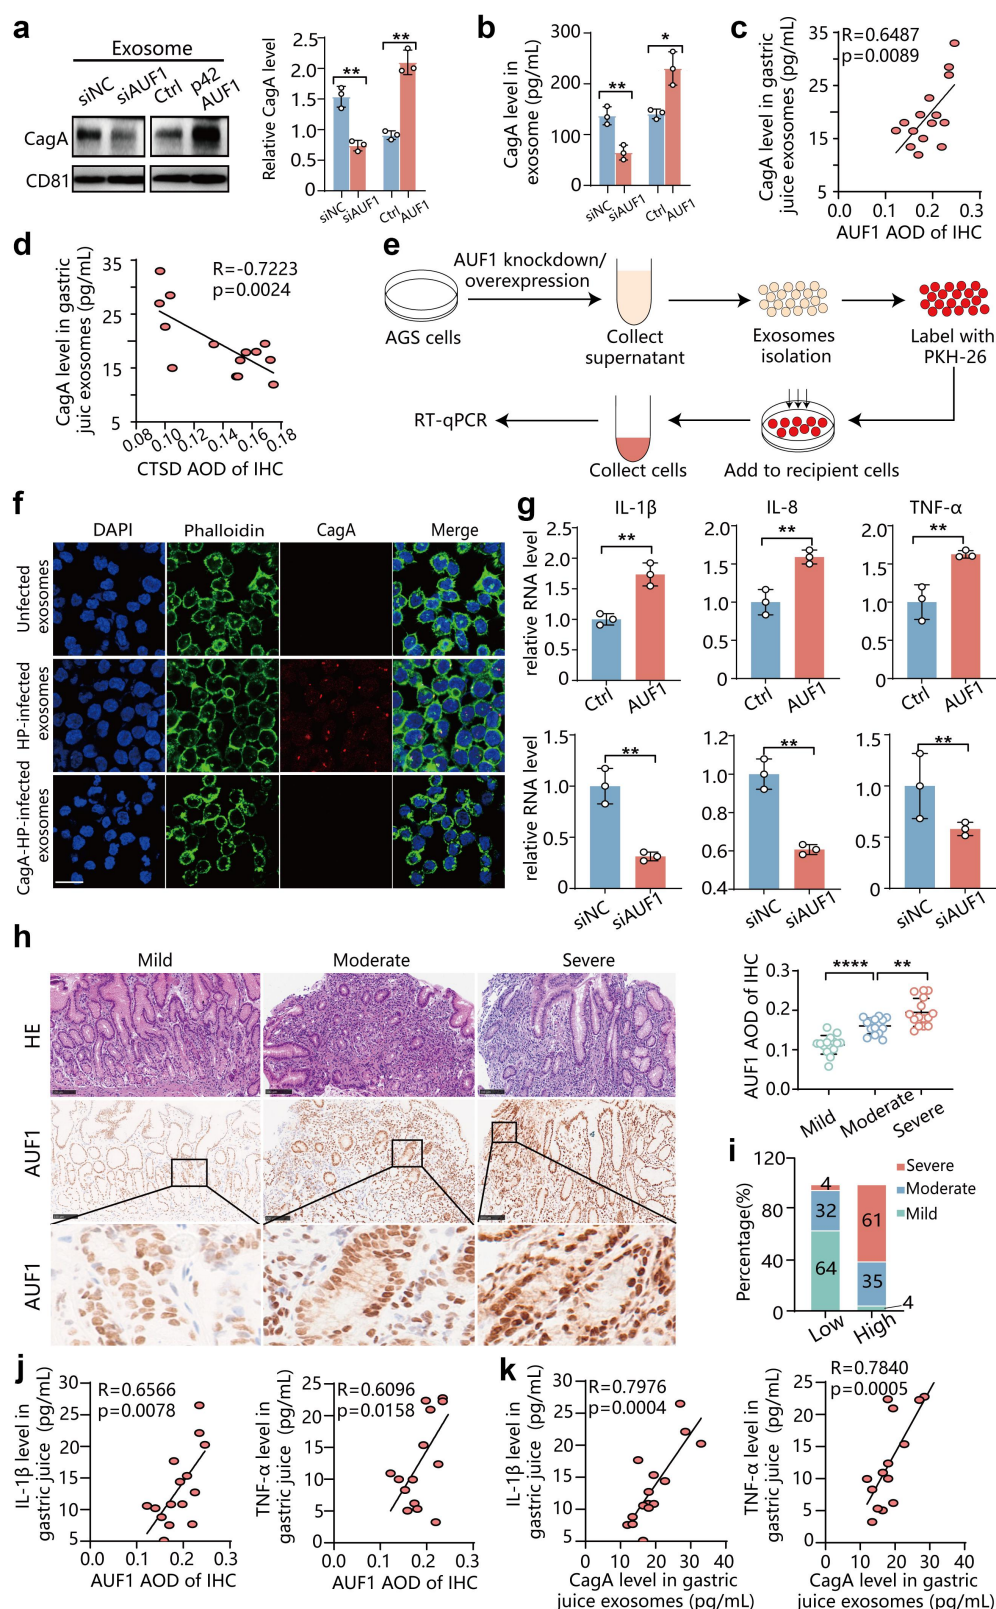 a
Exosome
siNC
siAUF1
Ctrl
p42
AUF1
CagA
CD81
Relative CagA level
2.5
2.0
1.5
1.0
0.5
0
**
**
siNC
siAUF1
Ctrl
AUF1
b
CagA level in
exosome (pg/mL)
300
200
100
0
**
*
siNC
siAUF1
Ctrl
AUF1
c
R=0.6487
p=0.0089
CagA level in gastric
juice exosomes (pg/mL)
35
25
15
5
0.0
0.1
0.2
0.3
AUF1 AOD of IHC
d
R=-0.7223
p=0.0024
CagA level in gastric
juic exosomes (pg/mL)
35
25
15
5
0.08
0.10
0.12
0.14
0.16
0.18
CTSD AOD of IHC
e
AUF1 knockdown/
overexpression
AGS cells
Collect
supernatant
Exosomes
isolation
Label with
PKH-26
RT-qPCR
Collect cells
Add to recipient cells
f
DAPI
Phalloidin
CagA
Merge
Unfected
exosomes
HP-infected
exosomes
CagA-HP-infected
exosomes
g
IL-1β
IL-8
TNF-α
relative RNA level
2.5
2.0
1.5
1.0
0.5
0
**
Ctrl
AUF1
2.0
1.5
1.0
0.5
0
**
Ctrl
AUF1
2.0
1.5
1.0
0.5
0
**
Ctrl
AUF1
relative RNA level
1.5
1.0
0.5
0
**
siNC
siAUF1
1.2
1.0
0.8
0.6
0.4
**
siNC
siAUF1
1.5
1.0
0.5
0
**
siNC
siAUF1
h
Mild
Moderate
Severe
HE
AUF1
AUF1
AUF1 AOD of IHC
0.3
0.2
0.1
0.0
****
**
Mild
Moderate
Severe
i
Percentage(%)
120
80
40
0
4
32
64
61
35
4
Low
High
Severe
Moderate
Mild
j
R=0.6566
p=0.0078
IL-1β level in
gastric juice (pg/mL)
30
25
20
15
10
5
0.0
0.1
0.2
0.3
AUF1 AOD of IHC
R=0.6096
p=0.0158
TNF-α level in
gastric juice (pg/mL)
25
20
15
10
5
0
0.0
0.1
0.2
0.3
AUF1 AOD of IHC
k
R=0.7976
p=0.0004
IL-1β level in
gastric juice (pg/mL)
30
25
20
15
10
5
0
10
20
30
40
CagA level in gastric
juice exosomes (pg/mL)
R=0.7840
p=0.0005
TNF-α level in
gastric juice (pg/mL)
25
20
15
10
5
0
0
10
20
30
40
CagA level in gastric
juice exosomes (pg/mL)